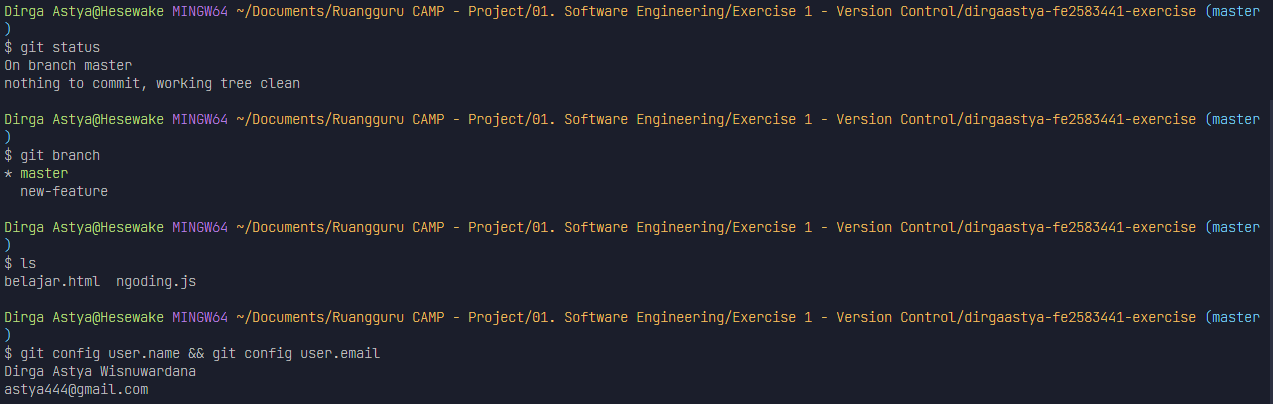 Dirga Astya@Hesewake MINGW64 ~/Documents/Ruangguru CAMP - Project/01. Software Engineering/Exercise 1 - Version Control/dirgaastya-fe2583441-exercise (master
)
$ git status
On branch master
nothing to commit, working tree clean
Dirga Astya@Hesewake MINGW64 ~/Documents/Ruangguru CAMP - Project/01. Software Engineering/Exercise 1 - Version Control/dirgaastya-fe2583441-exercise (master
)
$ git branch
* master
new-feature
Dirga Astya@Hesewake MINGW64 ~/Documents/Ruangguru CAMP - Project/01. Software Engineering/Exercise 1 - Version Control/dirgaastya-fe2583441-exercise (master
)
$ ls
belajar.html  ngoding.js
Dirga Astya@Hesewake MINGW64 ~/Documents/Ruangguru CAMP - Project/01. Software Engineering/Exercise 1 - Version Control/dirgaastya-fe2583441-exercise (master
)
$ git config user.name && git config user.email
Dirga Astya Wisnuwardana
astya444@gmail.com